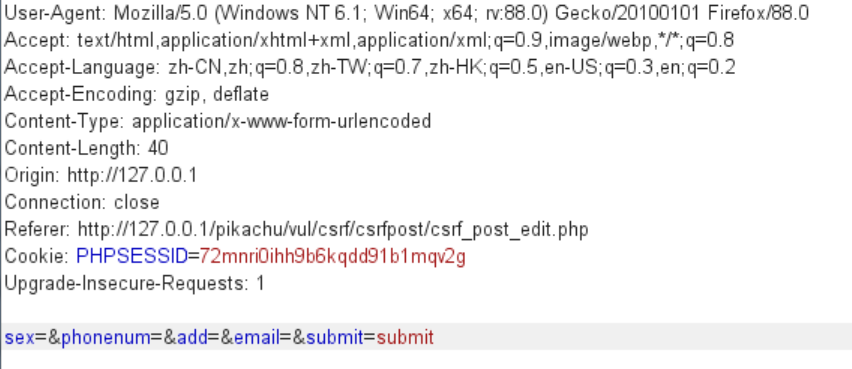 User-Agent: Mozilla/5.0 (Windows NT 6.1; Win64; x64; rv:88.0) Gecko/20100101 Firefox/88.0
Accept: text/html,application/xhtml+xml,application/xml;q=0.9,image/webp,*/*;q=0.8
Accept-Language: zh-CN,zh;q=0.8,zh-TW;q=0.7,zh-HK;q=0.5,en-US;q=0.3,en;q=0.2
Accept-Encoding: gzip, deflate
Content-Type: application/x-www-form-urlencoded
Content-Length: 40
Origin: http://127.0.0.1
Connection: close
Referer: http://127.0.0.1/pikachu/vul/csrf/csrfpost/csrf_post_edit.php
Cookie: PHPSESSID=72mnri0ihh9b6kqdd91b1mqv2g
Upgrade-Insecure-Requests: 1
sex=&phonenum=&add=&email=&submit=submit